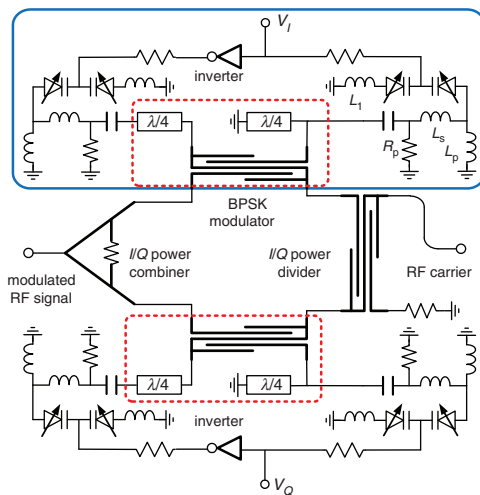 V_I
inverter
L_1
λ/4
λ/4
R_p
L_s
L_p
BPSK
modulator
I/Q power
combiner
I/Q power
divider
modulated
RF signal
RF carrier
λ/4
λ/4
inverter
V_Q